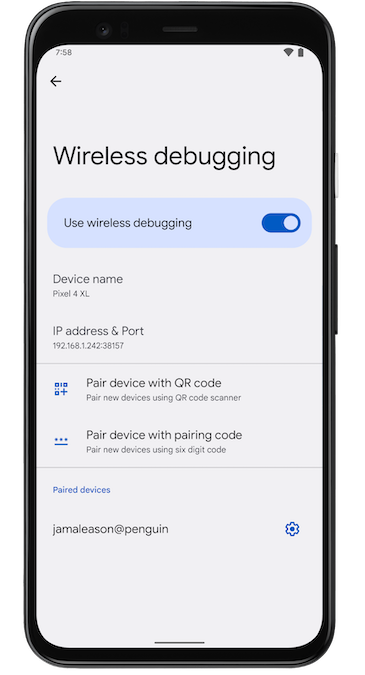 7:58
Wireless debugging
Use wireless debugging
Device name
Pixel 4 XL
IP address & Port
192.168.1.242:38157
Pair device with QR code
Pair new devices using QR code scanner
Pair device with pairing code
Pair new devices using six digit code
Paired devices
jamaleason@penguin